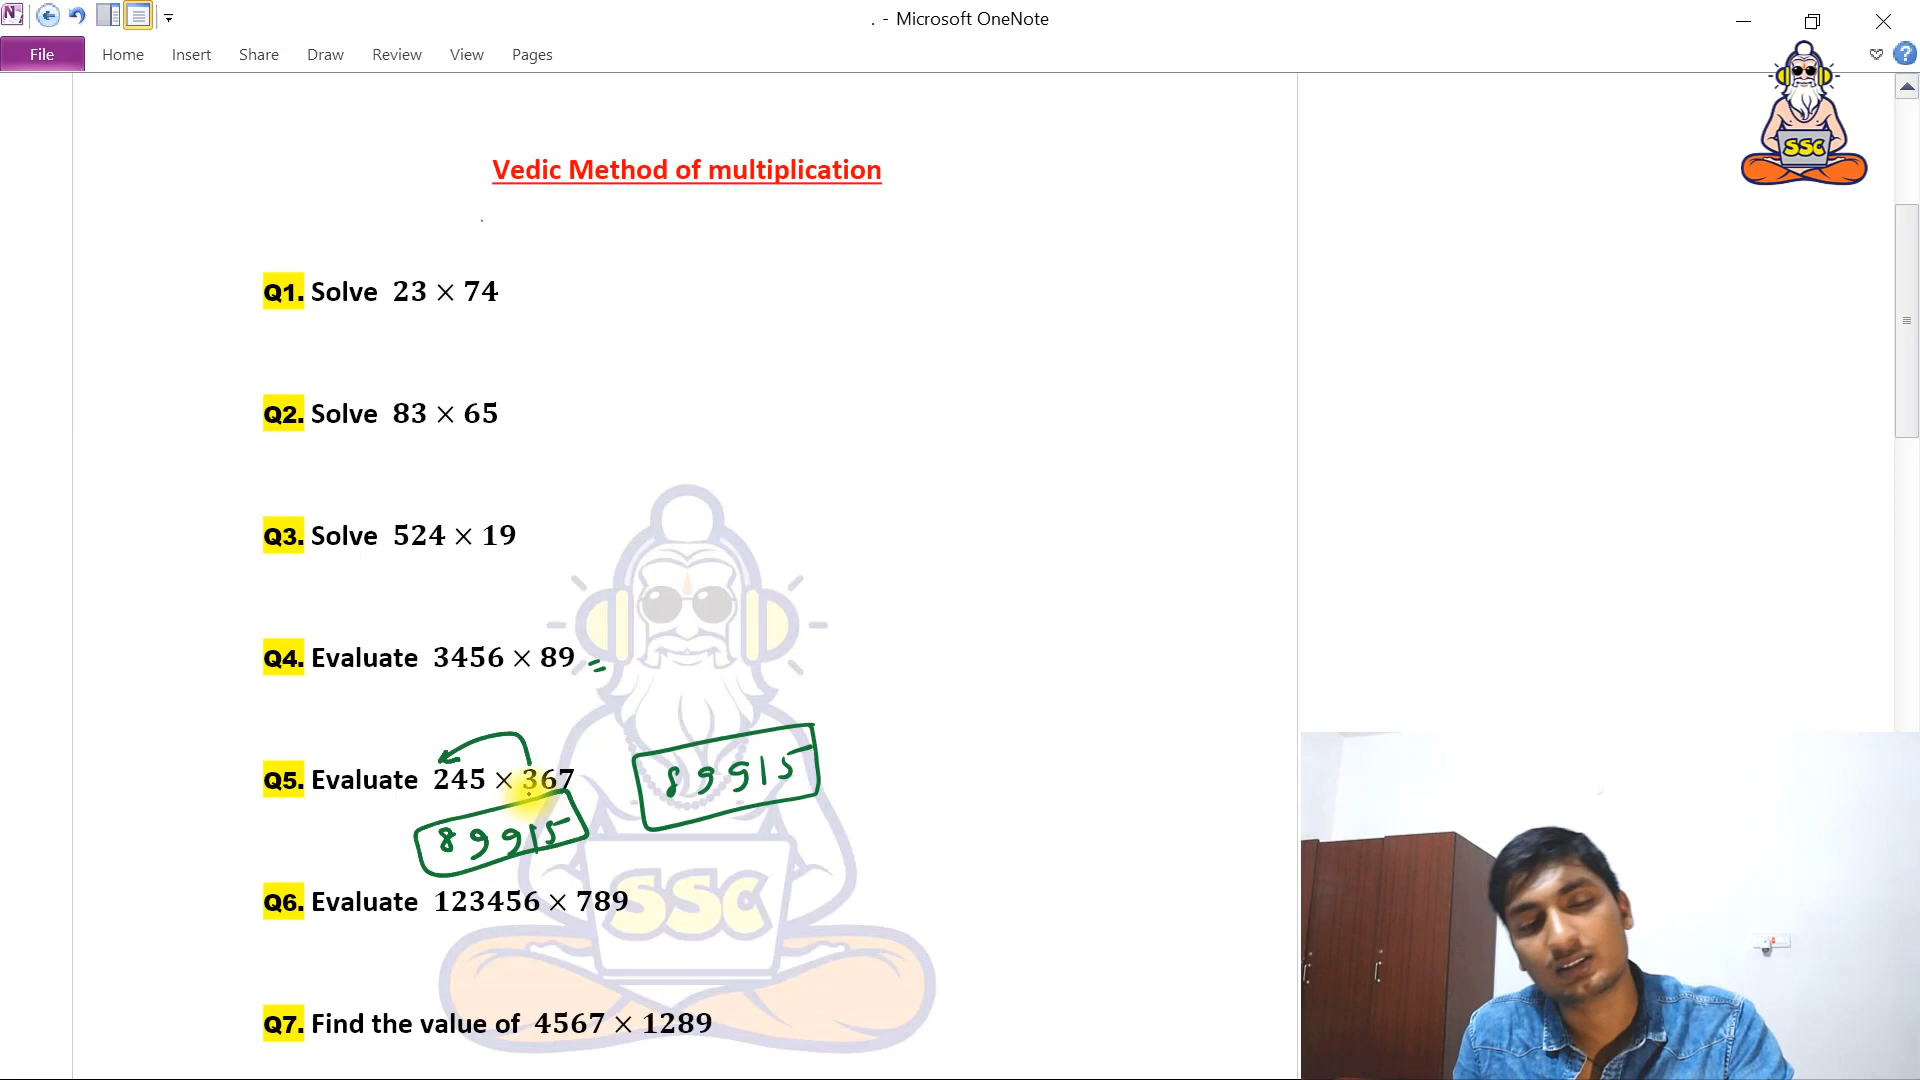 . - Microsoft OneNote
File Home Insert Share Draw Review View Pages
SSC
Vedic Method of multiplication
Q1. Solve 23 × 74
Q2. Solve 83 × 65
Q3. Solve 524 × 19
Q4. Evaluate 3456 × 89 =
Q5. Evaluate 245 × 367 89915
89915
SSC
Q6. Evaluate 123456 × 789
Q7. Find the value of 4567 × 1289